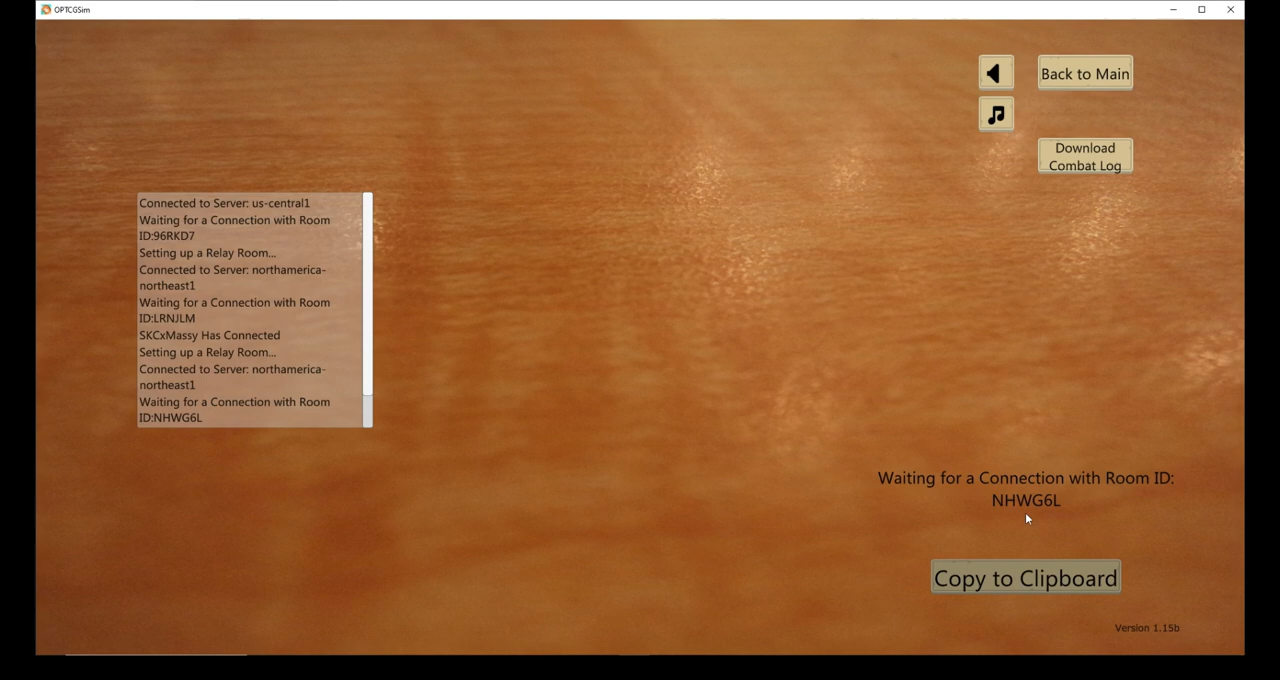 OPTCGSim
Back to Main
Download
Combat Log
Connected to Server: us-central1
Waiting for a Connection with Room
ID:96RKD7
Setting up a Relay Room...
Connected to Server: northamerica-
northeast1
Waiting for a Connection with Room
ID:LRNJLM
SKCxMassy Has Connected
Setting up a Relay Room...
Connected to Server: northamerica-
northeast1
Waiting for a Connection with Room
ID:NHWG6L
Waiting for a Connection with Room ID:
NHWG6L
Copy to Clipboard
Version 1.15b